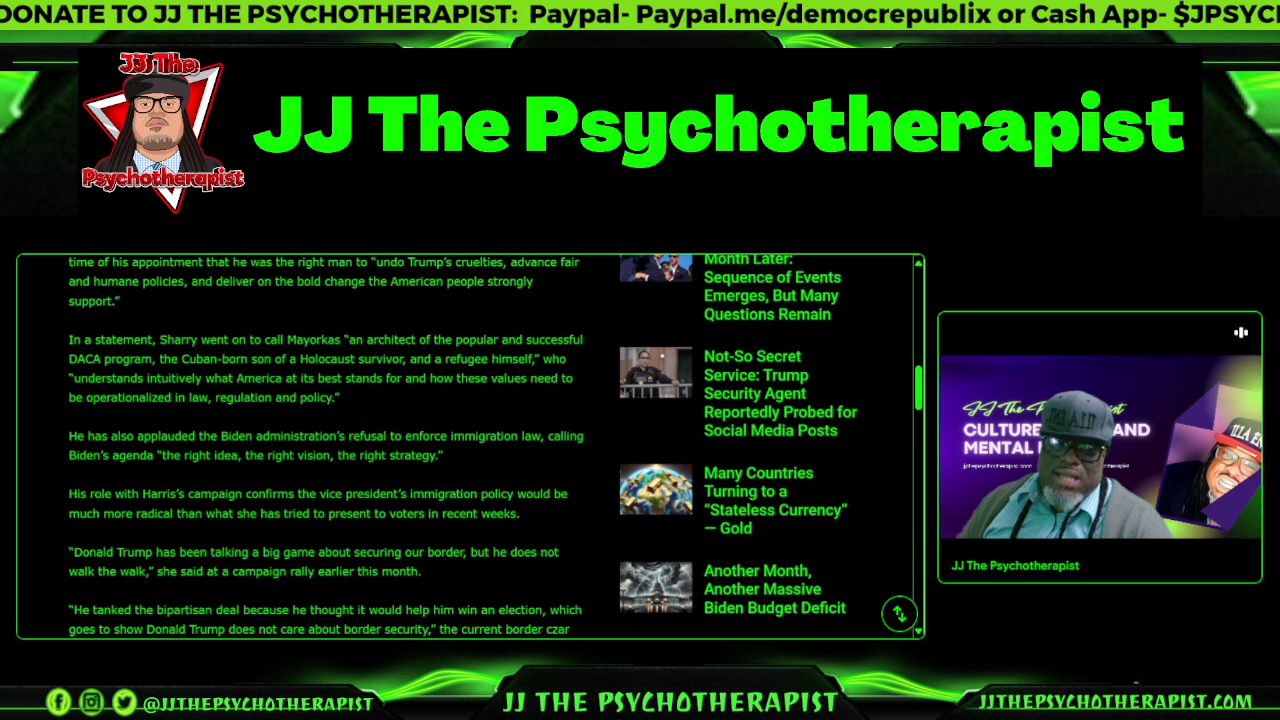 DONATE TO JJ THE PSYCHOTHERAPIST: Paypal- Paypal.me/democrepublix or Cash App- $JPSYC
JJ The
Psychotherapist
JJ The Psychotherapist
time of his appointment that he was the right man to “undo Trump’s cruelties, advance fair
and humane policies, and deliver on the bold change the American people strongly
support.”
In a statement, Sharry went on to call Mayorkas “an architect of the popular and successful
DACA program, the Cuban-born son of a Holocaust survivor, and a refugee himself,” who
“understands intuitively what America at its best stands for and how these values need to
be operationalized in law, regulation and policy.”
He has also applauded the Biden administration’s refusal to enforce immigration law, calling
Biden’s agenda “the right idea, the right vision, the right strategy.”
His role with Harris’s campaign confirms the vice president’s immigration policy would be
much more radical than what she has tried to present to voters in recent weeks.
“Donald Trump has been talking a big game about securing our border, but he does not
walk the walk,” she said at a campaign rally earlier this month.
“He tanked the bipartisan deal because he thought it would help him win an election, which
goes to show Donald Trump does not care about border security,” the current border czar
Month Later:
Sequence of Events
Emerges, But Many
Questions Remain
Not-So Secret
Service: Trump
Security Agent
Reportedly Probed for
Social Media Posts
Many Countries
Turning to a
“Stateless Currency”
— Gold
Another Month,
Another Massive
Biden Budget Deficit
JJ The
CULTURE AND
MENTAL
JJ The Psychotherapist
@JJTHEPSYCHOTHERAPIST
JJ THE PSYCHOTHERAPIST
JJTHEPSYCHOTHERAPIST.COM